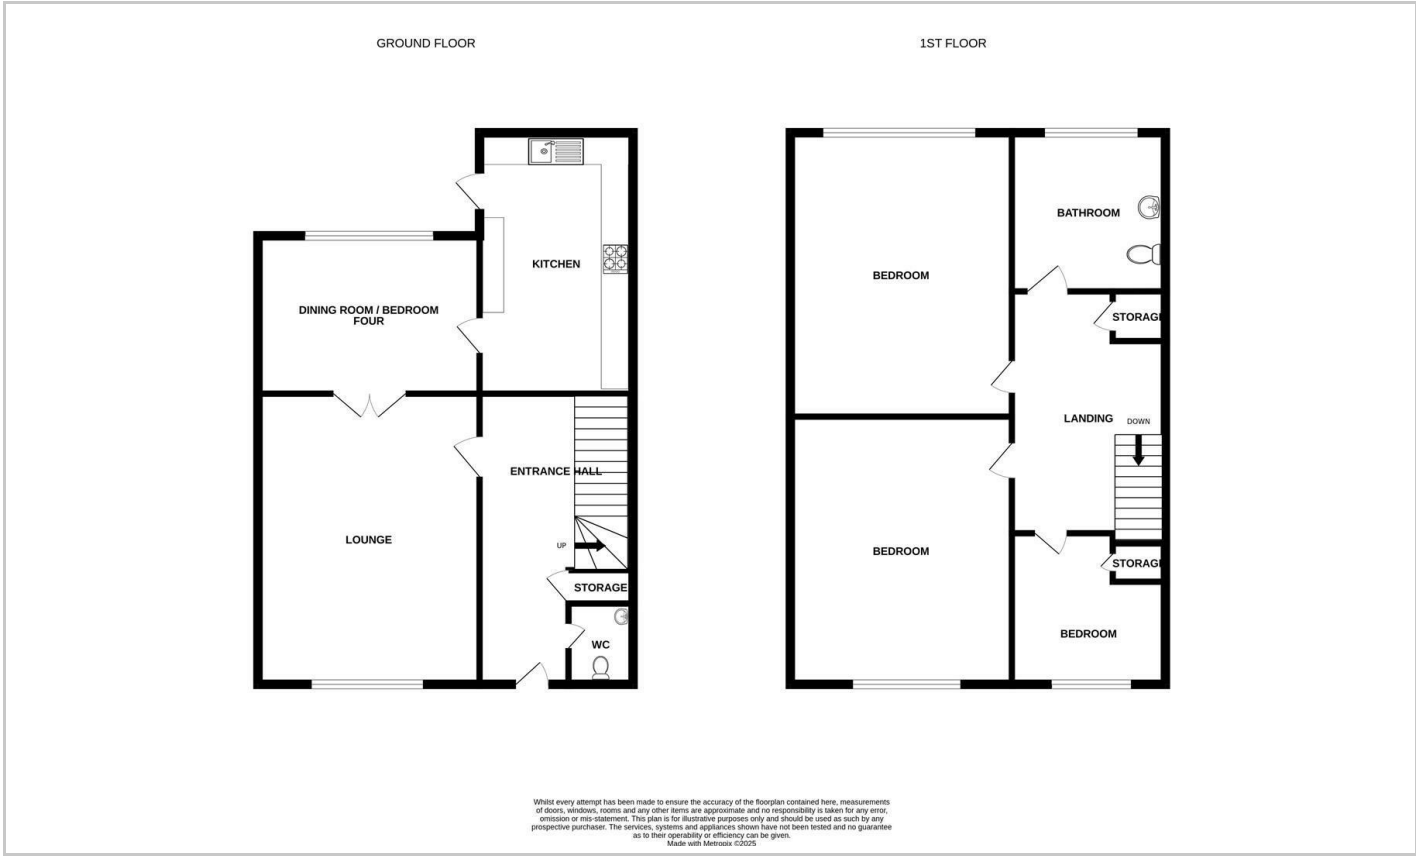 GROUND FLOOR
1ST FLOOR
KITCHEN
DINING ROOM / BEDROOM
FOUR
ENTRANCE HALL
LOUNGE
UP
STORAGE
WC
BATHROOM
BEDROOM
STORAG
LANDING
DOWN
BEDROOM
STORAG
BEDROOM
Whilst every attempt has been made to ensure the accuracy of the floorplan contained here, measurements
of doors, windows, rooms and any other items are approximate and no responsibility is taken for any error,
omission or mis-statement. This plan is for illustrative purposes only and should be used as such by any
prospective purchaser. The services, systems and appliances shown have not been tested and no guarantee
as to their operability or efficiency can be given.
Made with Metropix ©2025